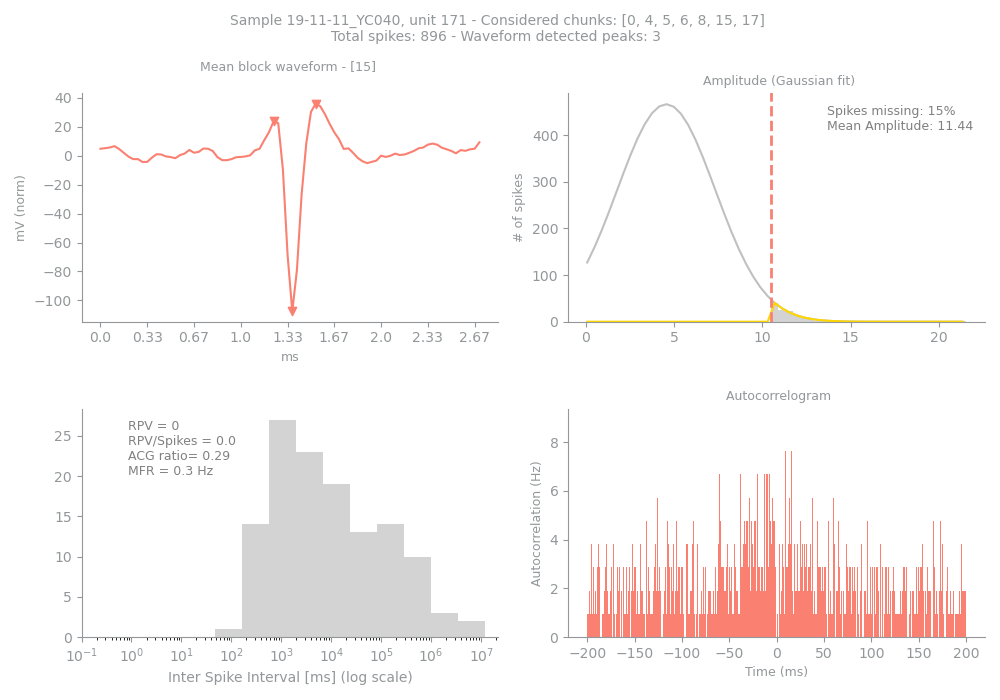 Sample 19-11-11_YC040, unit 171 - Considered chunks: [0, 4, 5, 6, 8, 15, 17]
Total spikes: 896 - Waveform detected peaks: 3
Mean block waveform - [15]
40
20
0
−20
−40
−60
−80
−100
mV (norm)
0.0 0.33 0.67 1.0 1.33 1.67 2.0 2.33 2.67
ms
Amplitude (Gaussian fit)
Spikes missing: 15%
Mean Amplitude: 11.44
400
300
200
100
0
# of spikes
0 5 10 15 20
RPV = 0
RPV/Spikes = 0.0
ACG ratio= 0.29
MFR = 0.3 Hz
25
20
15
10
5
0
10⁻¹ 10⁰ 10¹ 10² 10³ 10⁴ 10⁵ 10⁶ 10⁷
Inter Spike Interval [ms] (log scale)
Autocorrelogram
8
6
4
2
0
Autocorrelation (Hz)
−200 −150 −100 −50 0 50 100 150 200
Time (ms)